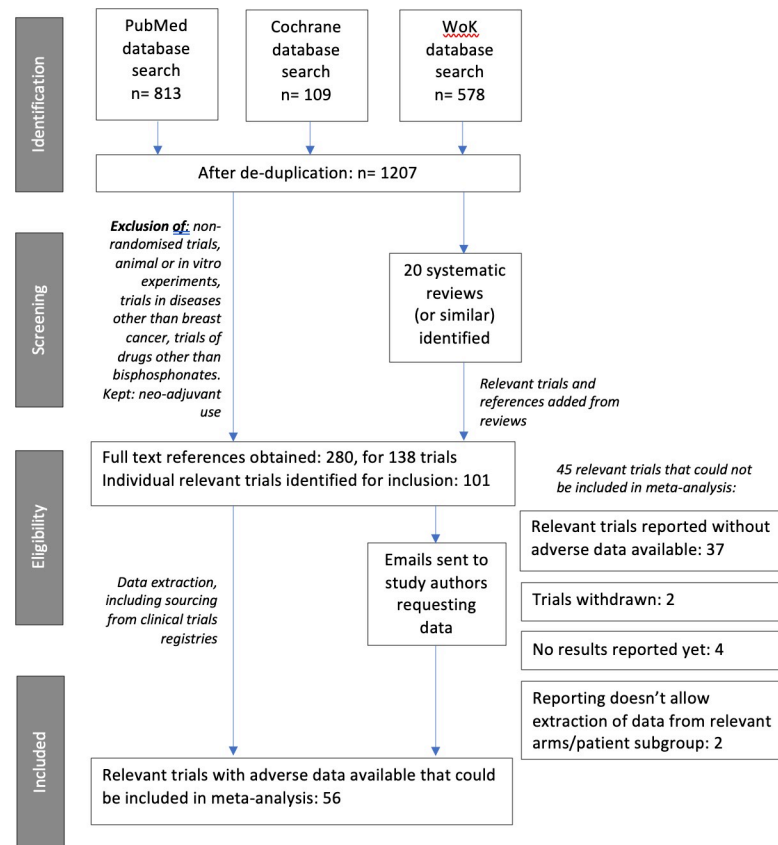 Identification
PubMed
database
search
n= 813
Cochrane
database
search
n= 109
WoK
database
search
n= 578
After de-duplication: n= 1207
Screening
Exclusion of: non-
randomised trials,
animal or in vitro
experiments,
trials in diseases
other than breast
cancer, trials of
drugs other than
bisphosphonates.
Kept: neo-adjuvant
use
20 systematic
reviews
(or similar)
identified
Relevant trials and
references added from
reviews
Eligibility
Full text references obtained: 280, for 138 trials
Individual relevant trials identified for inclusion: 101
Data extraction,
including sourcing
from clinical trials
registries
Emails sent to
study authors
requesting
data
45 relevant trials that could not
be included in meta-analysis:
Relevant trials reported without
adverse data available: 37
Trials withdrawn: 2
No results reported yet: 4
Reporting doesn’t allow
extraction of data from relevant
arms/patient subgroup: 2
Included
Relevant trials with adverse data available that could
be included in meta-analysis: 56